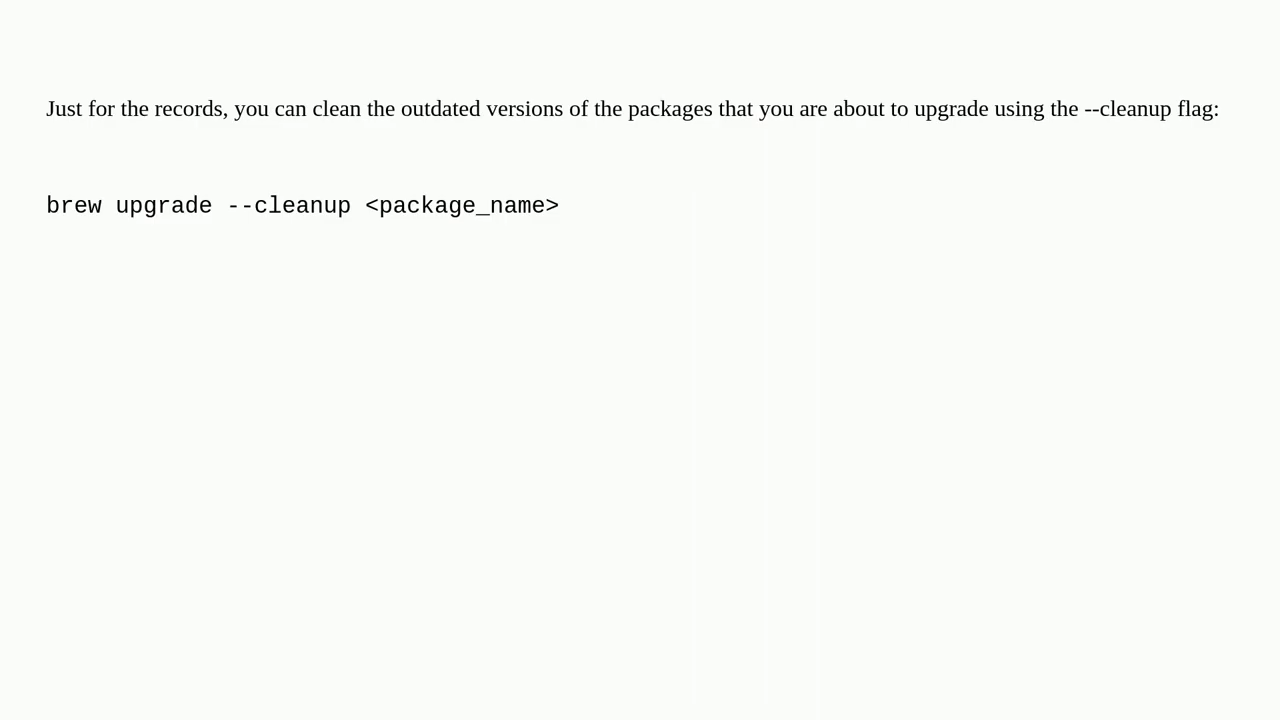 Just for the records, you can clean the outdated versions of the packages that you are about to upgrade using the --cleanup flag:
brew upgrade --cleanup <package_name>